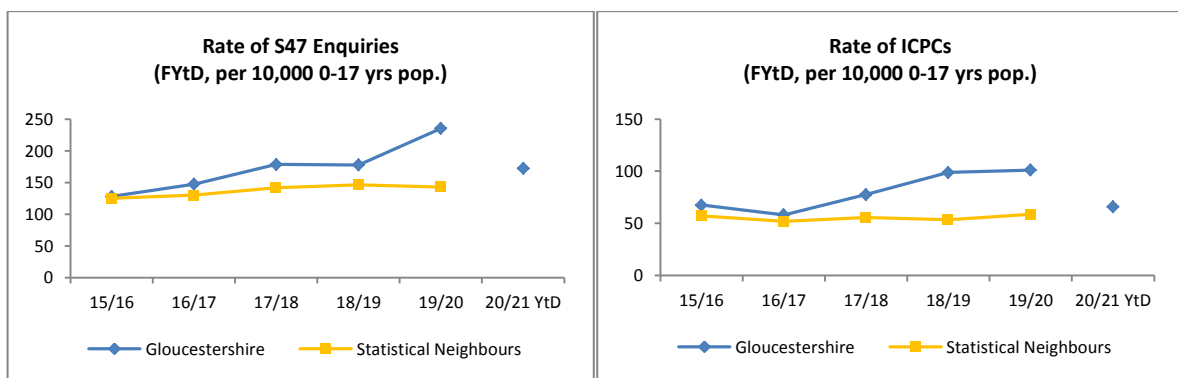 Rate of S47 Enquiries
(FYtD, per 10,000 0-17 yrs pop.)
250
200
150
100
50
0
15/16 16/17 17/18 18/19 19/20 20/21 YtD
Gloucestershire Statistical Neighbours
Rate of ICPCs
(FYtD, per 10,000 0-17 yrs pop.)
150
100
50
0
15/16 16/17 17/18 18/19 19/20 20/21 YtD
Gloucestershire Statistical Neighbours